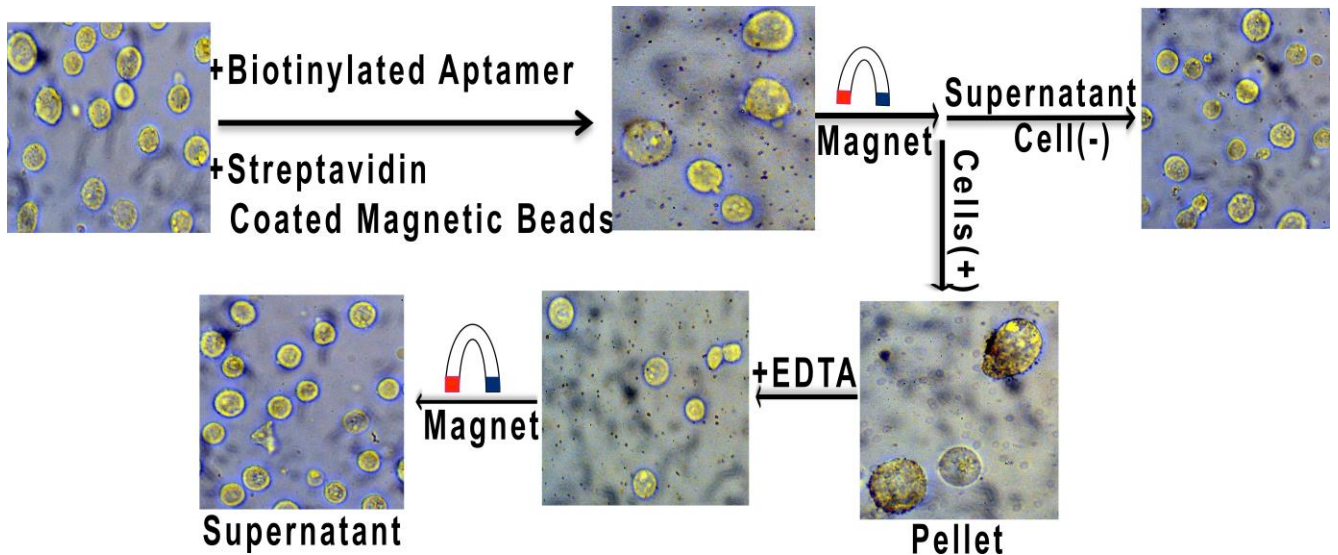 +Biotinylated Aptamer
+Streptavidin
Coated Magnetic Beads
Magnet
Supernatant
Cell(-)
Cells(+)
+EDTA
Magnet
Supernatant
Pellet